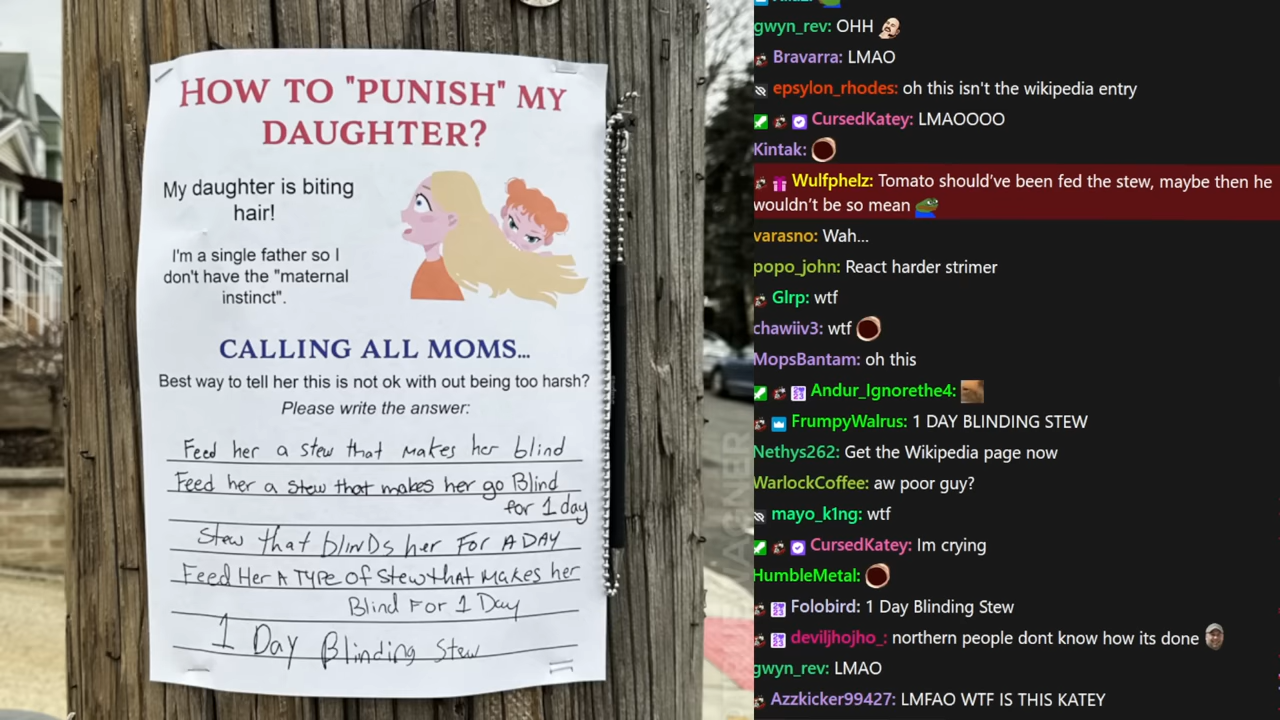 HOW TO "PUNISH" MY
DAUGHTER?
My daughter is biting
hair!
I'm a single father so I
don't have the "maternal
instinct".
CALLING ALL MOMS...
Best way to tell her this is not ok with out being too harsh?
Please write the answer:
Feed her a stew that makes her blind
Feed her a stew that makes her go Blind
for 1 day
Stew that blinDs her FOR A DAY
Feed Her A TYPE of Stew that Makes her
Blind For 1 Day
1 Day Blinding Stew
gwyn_rev: OHH
Bravarra: LMAO
epsylon_rhodes: oh this isn't the wikipedia entry
CursedKatey: LMAOOOO
Kintak:
Wulfphelz: Tomato should've been fed the stew, maybe then he
wouldn't be so mean
varasno: Wah...
popo_john: React harder strimer
Glrp: wtf
chawiiv3: wtf
MopsBantam: oh this
Andur_Ignorethe4:
FrumpyWalrus: 1 DAY BLINDING STEW
Nethys262: Get the Wikipedia page now
WarlockCoffee: aw poor guy?
mayo_k1ng: wtf
CursedKatey: Im crying
HumbleMetal:
Folobird: 1 Day Blinding Stew
deviljhojho_: northern people dont know how its done
gwyn_rev: LMAO
Azzkicker99427: LMFAO WTF IS THIS KATEY